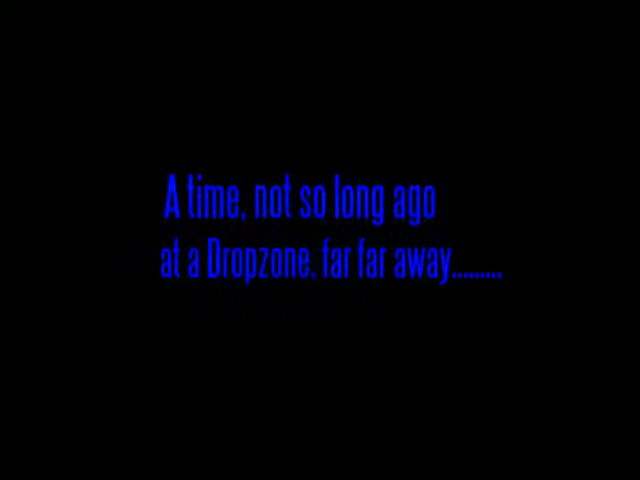 A time, not so long ago
at a Dropzone, far far away.........